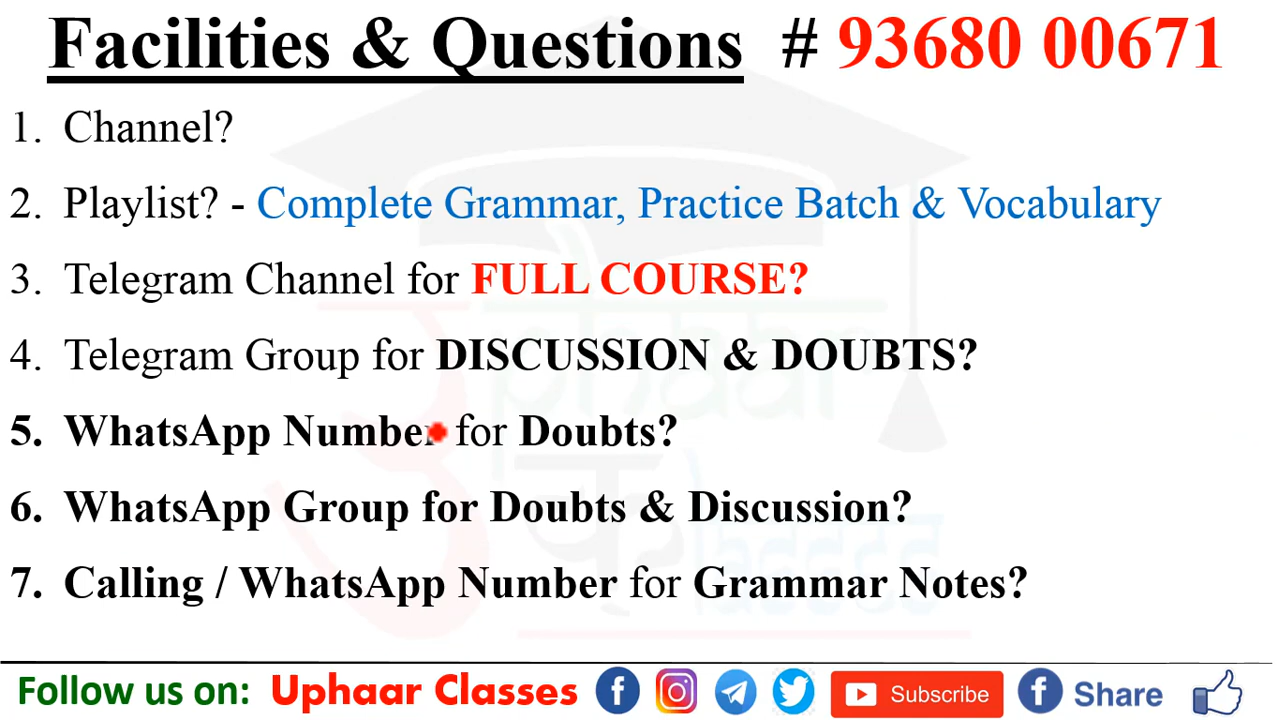 Facilities & Questions # 93680 00671
1. Channel?
2. Playlist? - Complete Grammar, Practice Batch & Vocabulary
3. Telegram Channel for FULL COURSE?
4. Telegram Group for DISCUSSION & DOUBTS?
5. WhatsApp Number for Doubts?
6. WhatsApp Group for Doubts & Discussion?
7. Calling / WhatsApp Number for Grammar Notes?
Follow us on: Uphaar Classes Subscribe Share